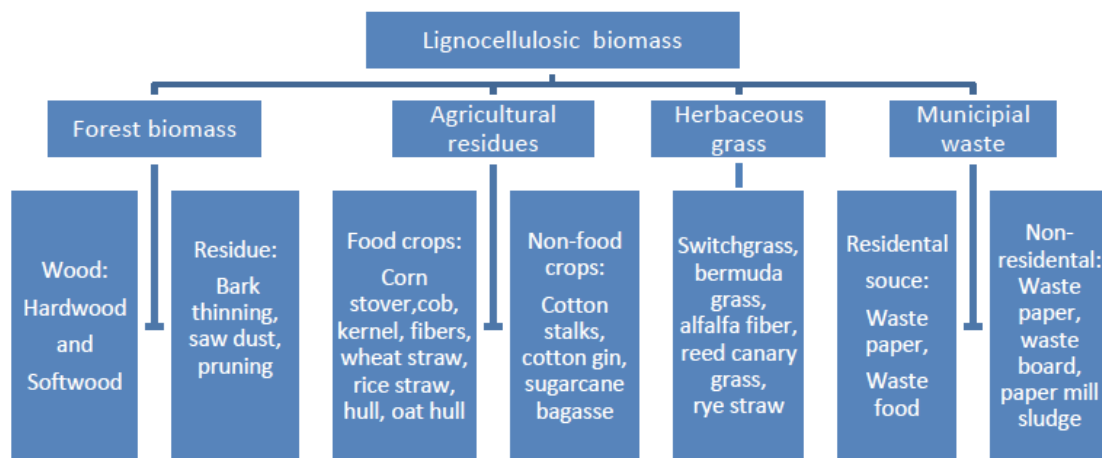 Lignocellulosic biomass
Forest biomass
Agricultural
residues
Herbaceous
grass
Municipial
waste
Wood:
Hardwood
and
Softwood
Residue:
Bark
thinning,
saw dust,
pruning
Food crops:
Corn
stover,cob,
kernel, fibers,
wheat straw,
rice straw,
hull, oat hull
Non-food
crops:
Cotton
stalks,
cotton gin,
sugarcane
bagasse
Switchgrass,
bermuda
grass,
alfalfa fiber,
reed canary
grass,
rye straw
Residental
souce:
Waste
paper,
Waste
food
Non-
residental:
Waste
paper,
waste
board,
paper mill
sludge